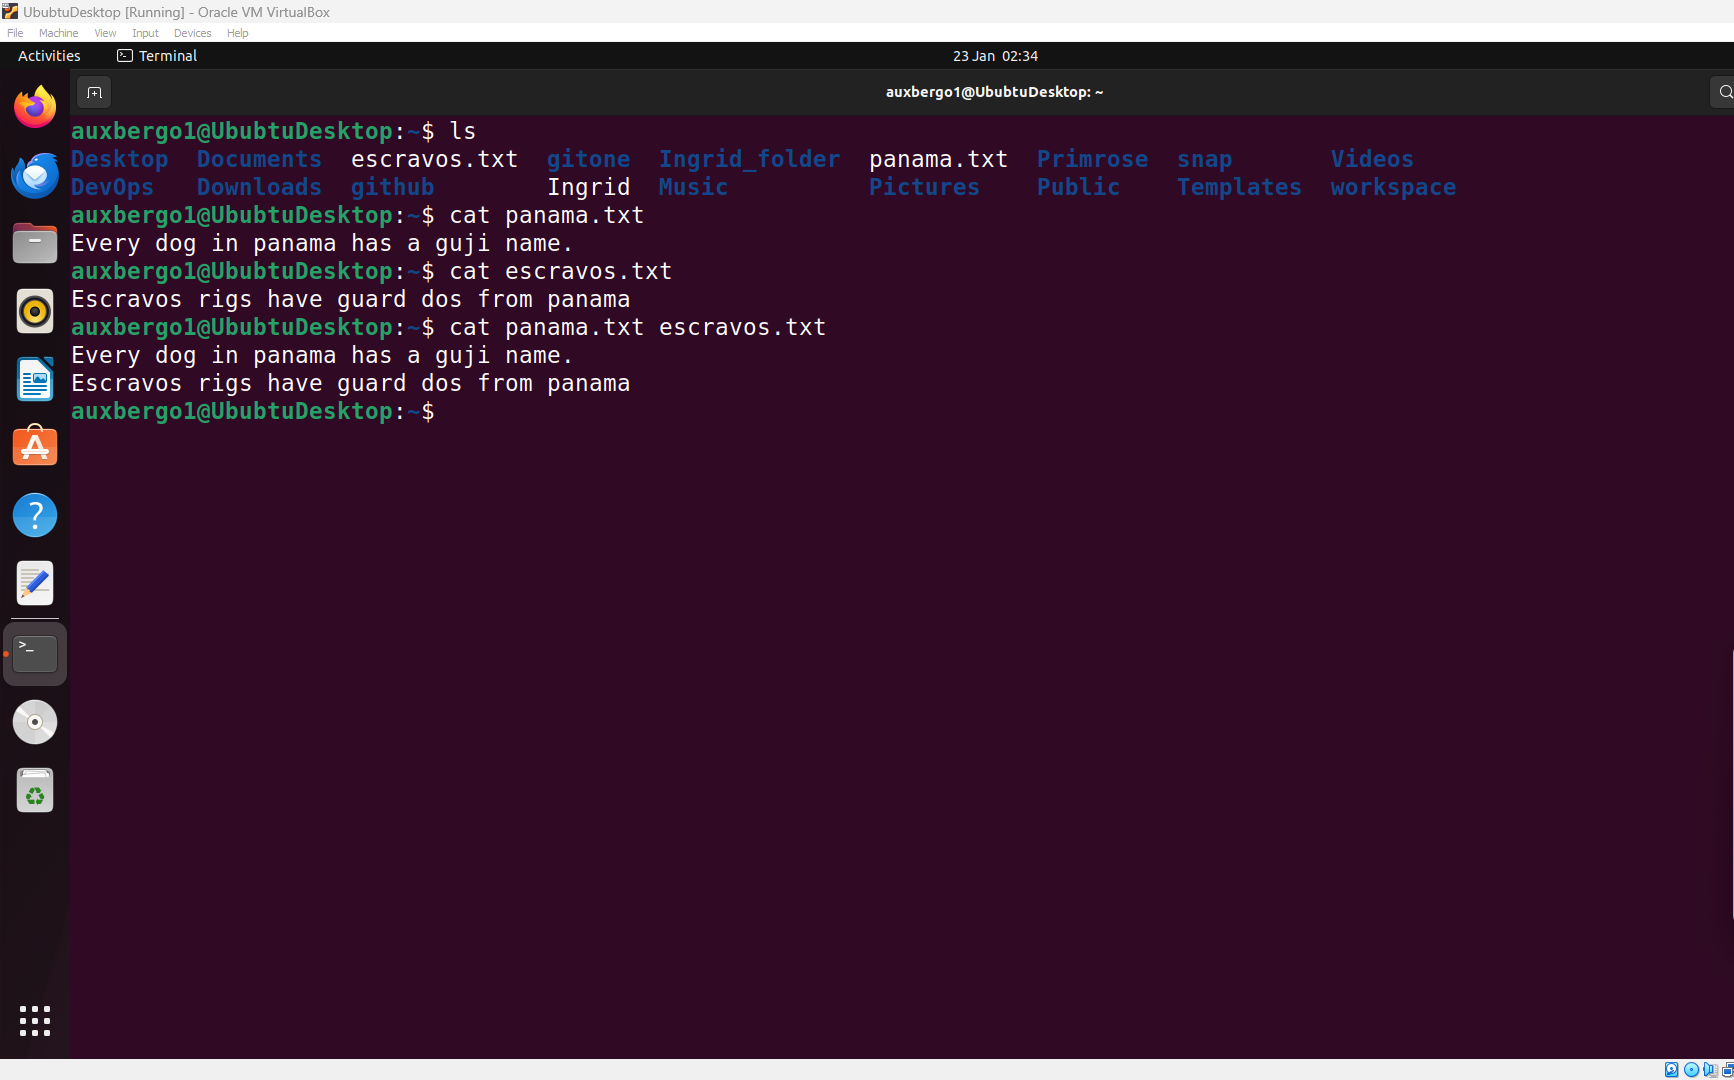 UbubtuDesktop [Running] - Oracle VM VirtualBox
File Machine View Input Devices Help
Activities Terminal 23 Jan 02:34
auxbergo1@UbubtuDesktop: ~
auxbergo1@UbubtuDesktop:~$ ls
Desktop Documents escravos.txt gitone Ingrid_folder panama.txt Primrose snap Videos
DevOps Downloads github Ingrid Music Pictures Public Templates workspace
auxbergo1@UbubtuDesktop:~$ cat panama.txt
Every dog in panama has a guji name.
auxbergo1@UbubtuDesktop:~$ cat escravos.txt
Escravos rigs have guard dos from panama
auxbergo1@UbubtuDesktop:~$ cat panama.txt escravos.txt
Every dog in panama has a guji name.
Escravos rigs have guard dos from panama
auxbergo1@UbubtuDesktop:~$